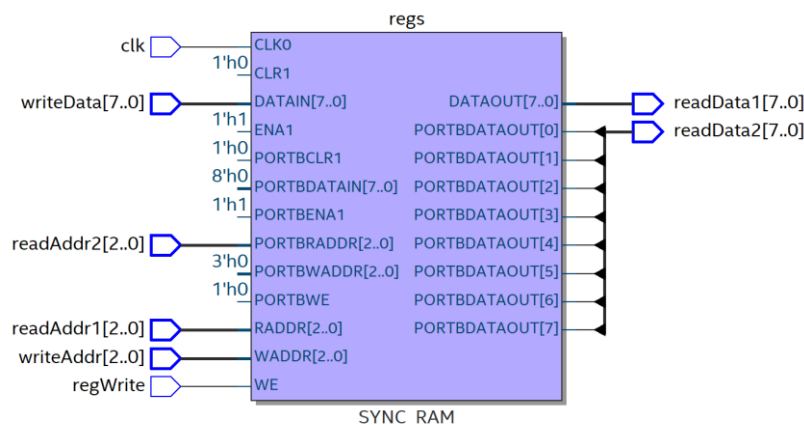 regs
clk
CLK0
1'h0
CLR1
writeData[7..0]
DATAIN[7..0]
DATAOUT[7..0]
readData1[7..0]
1'h1
ENA1
PORTBDATAOUT[0]
readData2[7..0]
1'h0
PORTBCLR1
PORTBDATAOUT[1]
8'h0
PORTBDATAIN[7..0]
PORTBDATAOUT[2]
1'h1
PORTBENA1
PORTBDATAOUT[3]
readAddr2[2..0]
PORTBRADDR[2..0]
PORTBDATAOUT[4]
3'h0
PORTBWADDR[2..0]
PORTBDATAOUT[5]
1'h0
PORTBWE
PORTBDATAOUT[6]
readAddr1[2..0]
RADDR[2..0]
PORTBDATAOUT[7]
writeAddr[2..0]
WADDR[2..0]
regWrite
WE
SYNC RAM